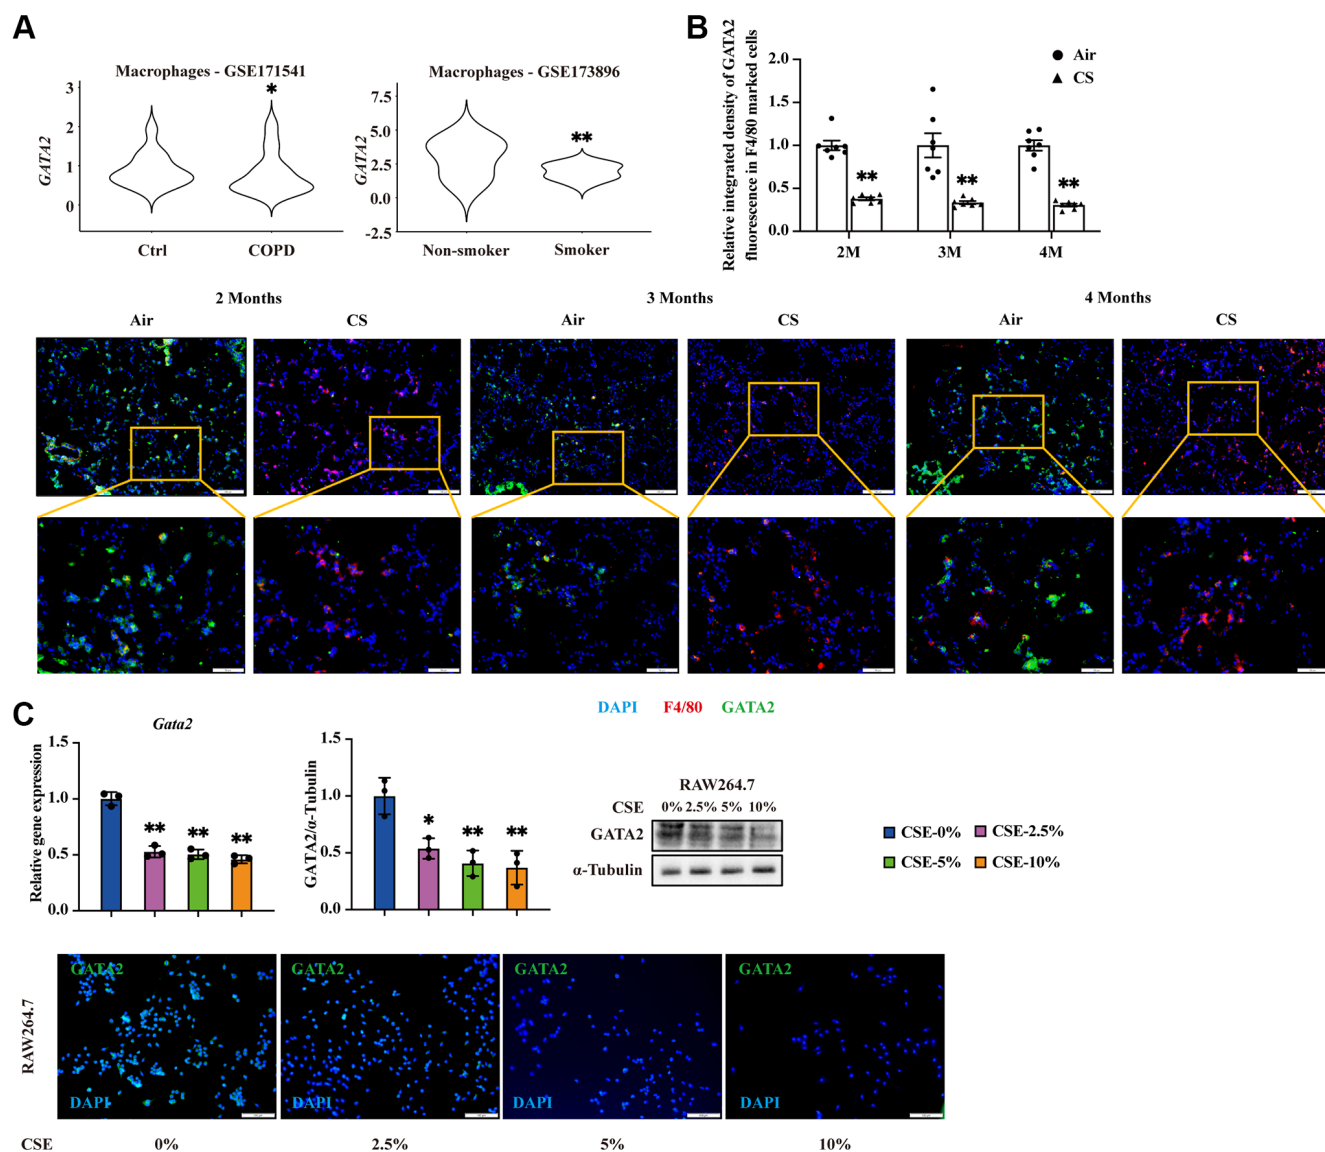 A
Macrophages - GSE171541
GATA2
3
2
1
0
*
Ctrl
COPD
Macrophages - GSE173896
GATA2
7.5
5.0
2.5
0.0
-2.5
**
Non-smoker
Smoker
B
Relative integrated density of GATA2
fluorescence in F4/80 marked cells
2.0
1.5
1.0
0.5
0.0
Air
CS
**
**
**
2M
3M
4M
2 Months
3 Months
4 Months
Air
CS
Air
CS
Air
CS
DAPI F4/80 GATA2
C
Gata2
Relative gene expression
1.5
1.0
0.5
0.0
**
**
**
GATA2/α-Tubulin
1.5
1.0
0.5
0.0
*
**
**
RAW264.7
CSE 0% 2.5% 5% 10%
GATA2
α-Tubulin
CSE-0%
CSE-2.5%
CSE-5%
CSE-10%
RAW264.7
GATA2
GATA2
GATA2
GATA2
DAPI
DAPI
DAPI
DAPI
CSE 0% 2.5% 5% 10%